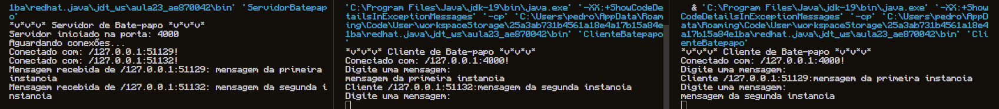 1ba\redhat.java\jdt_ws\aula23_ae870042\bin' 'ServidorBatepap
o'
*v*v*v* Servidor de Bate-papo *v*v*v*
Servidor iniciado na porta: 4000
Aguardando conexões...
Conectado com: /127.0.0.1:51129!
Conectado com: /127.0.0.1:51132!
Mensagem recebida de /127.0.0.1:51129: mensagem da primeira
instancia
Mensagem recebida de /127.0.0.1:51132: mensagem da segunda i
nstancia
'C:\Program Files\Java\jdk-19\bin\java.exe' '-XX:+ShowCodeDe
tailsInExceptionMessages' '-cp' 'C:\Users\pedro\AppData\Roam
ing\Code\User\workspaceStorage\25a3ab731b4561a18e4a17b15a84e
1ba\redhat.java\jdt_ws\aula23_ae870042\bin' 'ClienteBatepapo
'
*v*v*v* Cliente de Bate-papo *v*v*v*
Conectado com: /127.0.0.1:4000!
Digite uma mensagem:
mensagem da primeira instancia
Cliente /127.0.0.1:51132:mensagem da segunda instancia
Digite uma mensagem:
& 'C:\Program Files\Java\jdk-19\bin\java.exe' '-XX:+Show
CodeDetailsInExceptionMessages' '-cp' 'C:\Users\pedro\AppD
ata\Roaming\Code\User\workspaceStorage\25a3ab731b4561a18e4
a17b15a84e1ba\redhat.java\jdt_ws\aula23_ae870042\bin' 'Cli
enteBatepapo'
*v*v*v* Cliente de Bate-papo *v*v*v*
Conectado com: /127.0.0.1:4000!
Digite uma mensagem:
Cliente /127.0.0.1:51129:mensagem da primeira instancia
Digite uma mensagem:
mensagem da segunda instancia